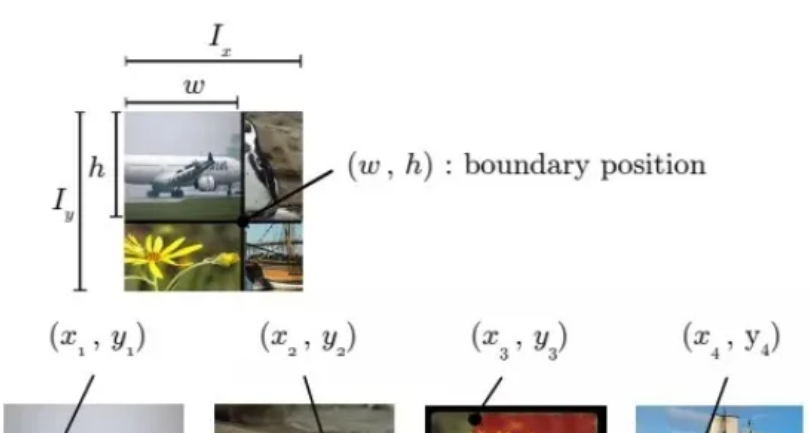 I_x
w
h
I_y
(w, h) : boundary position
(x_1, y_1) (x_2, y_2) (x_3, y_3) (x_4, y_4)